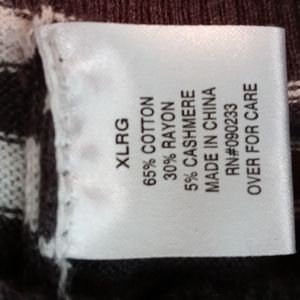 XLRG
65% COTTON
30% RAYON
5% CASHMERE
MADE IN CHINA
RN#090233
OVER FOR CARE